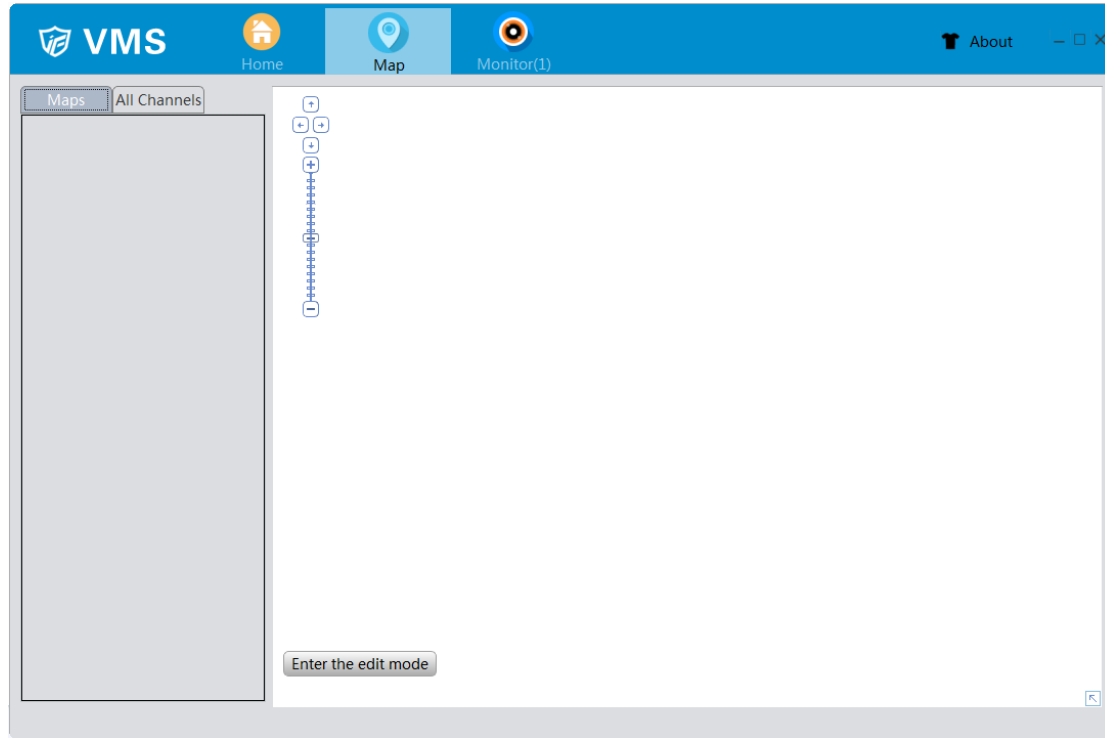 VMS
Home
Map
Monitor(1)
About
Maps
All Channels
Enter the edit mode